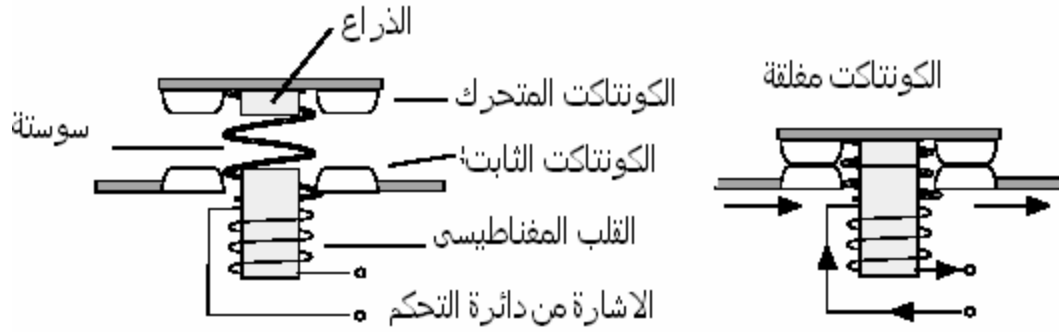 الذراع
الكونتاكت المتحرك
الكونتاكت مغلقة
سوستة
الكونتاكت الثابت
القلب المغناطيسى
الاشارة من دائرة التحكم